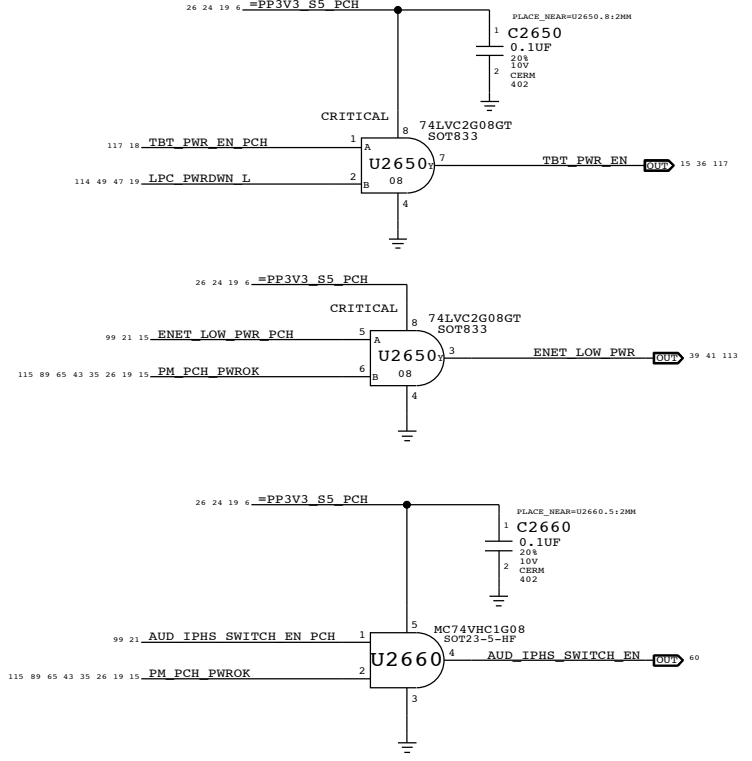 26 24 19 6 =PP3V3_S5_PCH
PLACE_NEAR=U2650.8:2MM
1 C2650
0.1UF
20%
10V
2 CERM
402
CRITICAL
8 74LVC2G08GT
SOT833
117 18 TBT_PWR_EN_PCH 1 A
U2650 Y 7 TBT_PWR_EN OUT 15 36 117
08
114 49 47 19 LPC_PWRDWN_L 2 B
4
26 24 19 6 =PP3V3_S5_PCH
CRITICAL
8 74LVC2G08GT
SOT833
99 21 15 ENET_LOW_PWR_PCH 5 A
U2650 Y 3 ENET_LOW_PWR OUT 39 41 113
08
115 89 65 43 35 26 19 15 PM_PCH_PWROK 6 B
4
26 24 19 6 =PP3V3_S5_PCH
PLACE_NEAR=U2660.5:2MM
1 C2660
0.1UF
20%
10V
2 CERM
402
5 MC74VHC1G08
SOT23-5-HF
99 21 AUD_IPHS_SWITCH_EN_PCH 1
U2660 4 AUD_IPHS_SWITCH_EN OUT 60
115 89 65 43 35 26 19 15 PM_PCH_PWROK 2
3